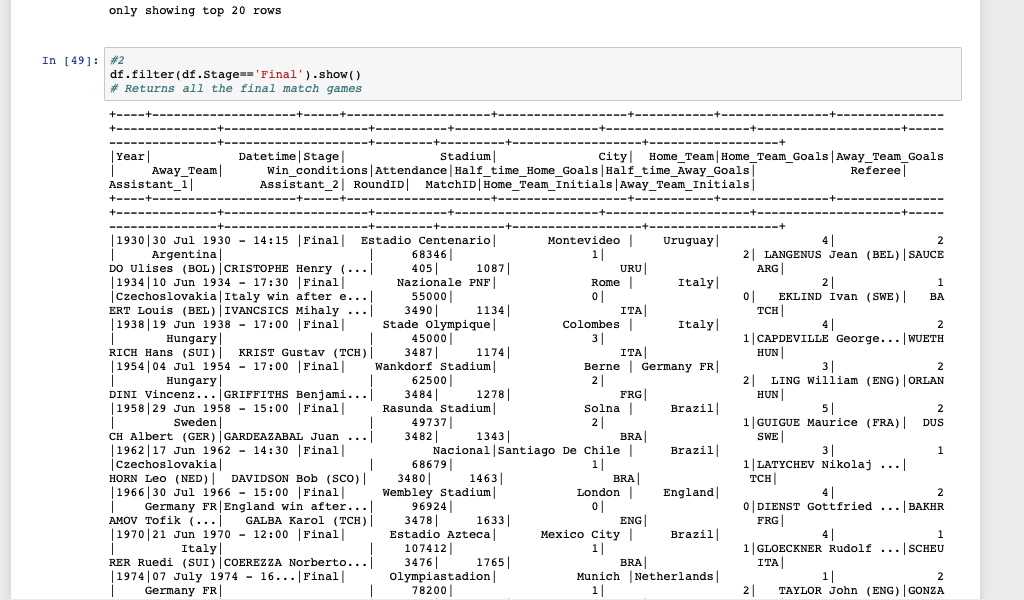 only showing top 20 rows
In [49]: #2
df.filter(df.Stage=='Final').show()
# Returns all the final match games
+----+--------------------+-----+--------------------+------------------+------------+---------------+---------------
+--------------+--------------------+----------+--------------------+--------------------+--------------------+-----
---------------+--------------------+--------+-------+------------------+------------------+
|Year|            Datetime|Stage|             Stadium|              City|   Home_Team|Home_Team_Goals|Away_Team_Goals
|     Away_Team|      Win_conditions|Attendance|Half_time_Home_Goals|Half_time_Away_Goals|             Referee|
Assistant_1|         Assistant_2| RoundID|  MatchID|Home_Team_Initials|Away_Team_Initials|
+----+--------------------+-----+--------------------+------------------+------------+---------------+---------------
+--------------+--------------------+----------+--------------------+--------------------+--------------------+-----
---------------+--------------------+--------+-------+------------------+------------------+
|1930|30 Jul 1930 - 14:15 |Final|  Estadio Centenario|       Montevideo |     Uruguay|              4|              2
|     Argentina|                    |     68346|                   1|                   2| LANGENUS Jean (BEL)|SAUCE
DO Ulises (BOL)|CRISTOPHE Henry (...|     405|   1087|               URU|               ARG|
|1934|10 Jun 1934 - 17:30 |Final|       Nazionale PNF|             Rome |       Italy|              2|              1
|Czechoslovakia|Italy win after e...|     55000|                   0|                   0|   EKLIND Ivan (SWE)|   BA
ERT Louis (BEL)|IVANCSICS Mihaly ...|    3490|   1134|               ITA|               TCH|
|1938|19 Jun 1938 - 17:00 |Final|     Stade Olympique|         Colombes |       Italy|              4|              2
|       Hungary|                    |     45000|                   3|                   1|CAPDEVILLE George...|WUETH
RICH Hans (SUI)|  KRIST Gustav (TCH)|    3487|   1174|               ITA|               HUN|
|1954|04 Jul 1954 - 17:00 |Final|    Wankdorf Stadium|            Berne |  Germany FR|              3|              2
|       Hungary|                    |     62500|                   2|                   2|  LING William (ENG)|ORLAN
DINI Vincenz...|GRIFFITHS Benjami...|    3484|   1278|               FRG|               HUN|
|1958|29 Jun 1958 - 15:00 |Final|     Rasunda Stadium|            Solna |      Brazil|              5|              2
|        Sweden|                    |     49737|                   2|                   1|GUIGUE Maurice (FRA)|  DUS
CH Albert (GER)|GARDEAZABAL Juan ...|    3482|   1343|               BRA|               SWE|
|1962|17 Jun 1962 - 14:30 |Final|            Nacional|Santiago De Chile |      Brazil|              3|              1
|Czechoslovakia|                    |     68679|                   1|                   1|LATYCHEV Nikolaj ...|
HORN Leo (NED)|  DAVIDSON Bob (SCO)|    3480|   1463|               BRA|               TCH|
|1966|30 Jul 1966 - 15:00 |Final|     Wembley Stadium|           London |     England|              4|              2
|    Germany FR|England win after...|     96924|                   0|                   0|DIENST Gottfried ...|BAKHR
AMOV Tofik (...|   GALBA Karol (TCH)|    3478|   1633|               ENG|               FRG|
|1970|21 Jun 1970 - 12:00 |Final|      Estadio Azteca|      Mexico City |      Brazil|              4|              1
|         Italy|                    |    107412|                   1|                   1|GLOECKNER Rudolf ...|SCHEU
RER Ruedi (SUI)|COEREZZA Norberto...|    3476|   1765|               BRA|               ITA|
|1974|07 July 1974 - 16...|Final|      Olympiastadion|           Munich |Netherlands|              1|              2
|    Germany FR|                    |     78200|                   1|                   2|   TAYLOR John (ENG)|GONZA